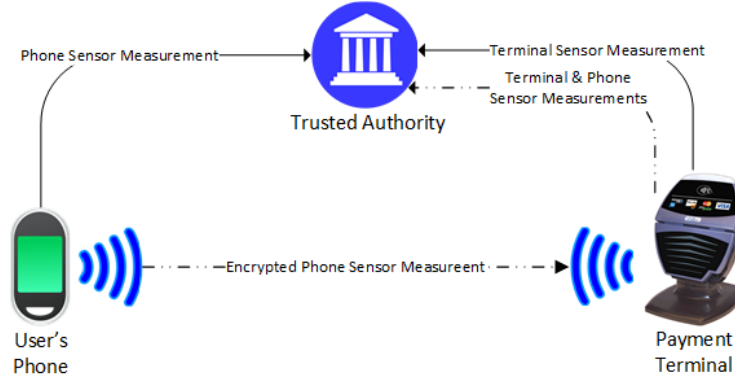 Phone Sensor Measurement
Terminal Sensor Measurement
Terminal & Phone
Sensor Measurements
Trusted Authority
Encrypted Phone Sensor Measureent
User's
Phone
Payment
Terminal
VISA